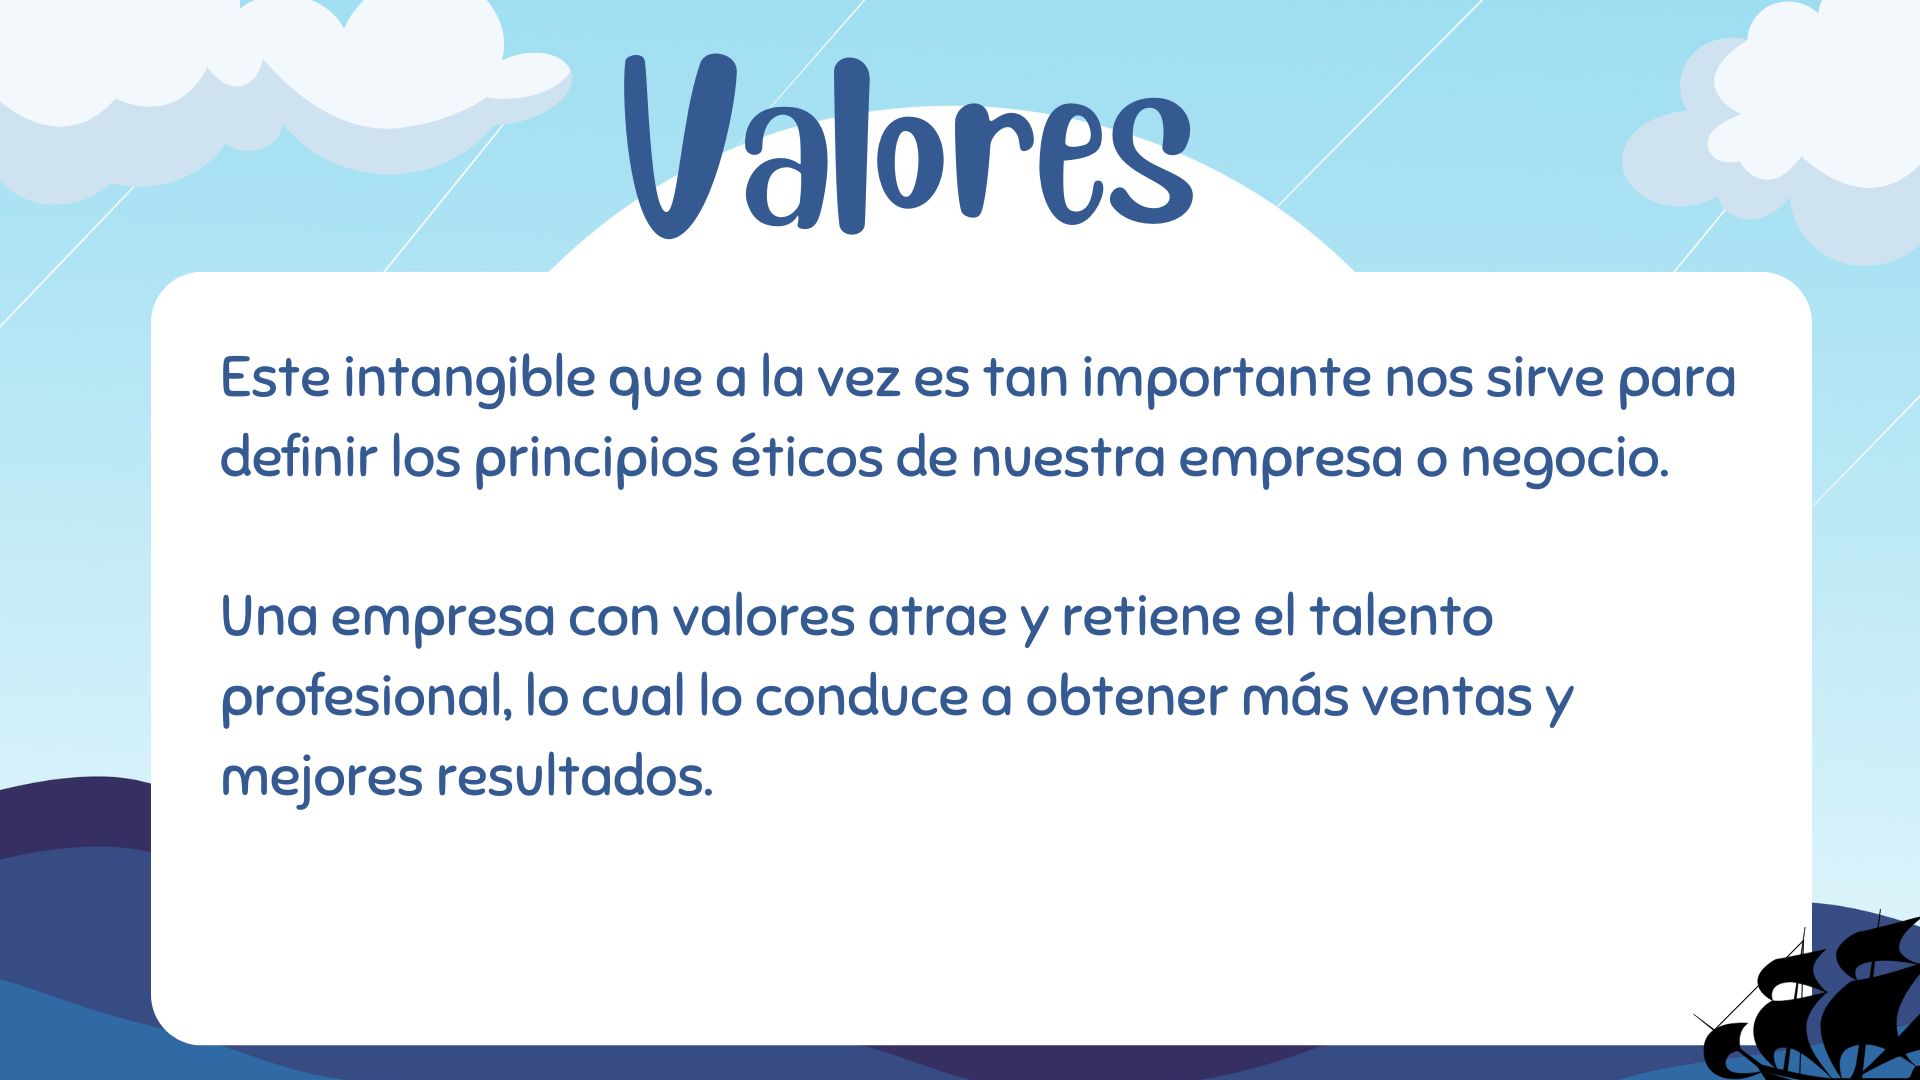 Valores
Este intangible que a la vez es tan importante nos sirve para
definir los principios éticos de nuestra empresa o negocio.
Una empresa con valores atrae y retiene el talento
profesional, lo cual lo conduce a obtener más ventas y
mejores resultados.